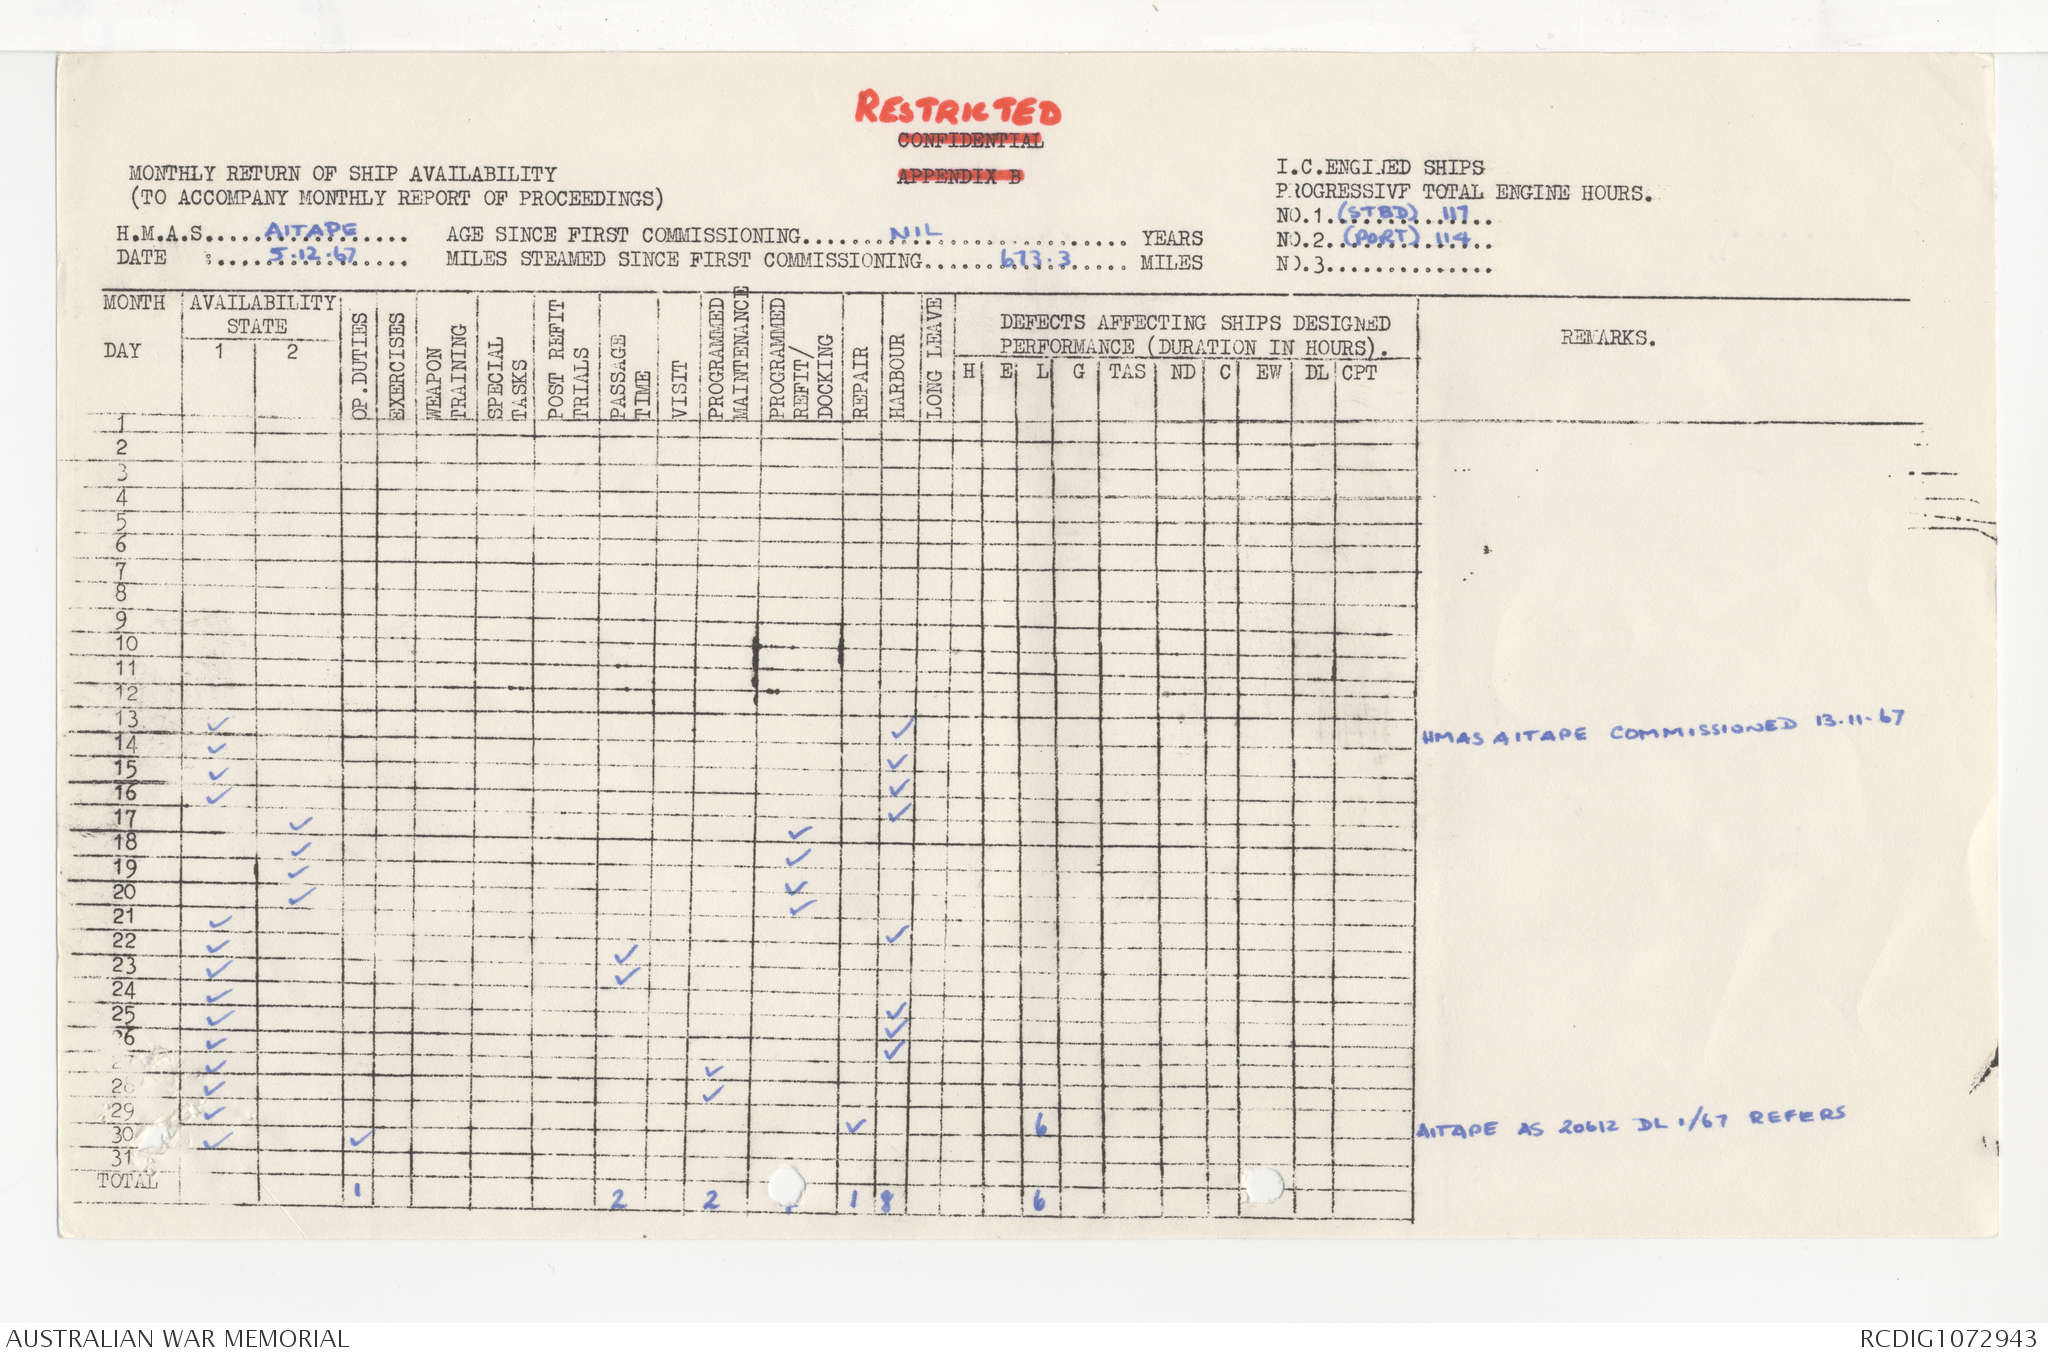 RESTRICTED
CONFIDENTIAL
APPENDIX B
MONTHLY RETURN OF SHIP AVAILABILITY
(TO ACCOMPANY MONTHLY REPORT OF PROCEEDINGS)
I.C.ENGINED SHIPS
PROGRESSIVE TOTAL ENGINE HOURS.
NO.1.(STBD)..117..
NO.2..(PORT) 114..
NO.3..............
H.M.A.S.....AITAPE.... AGE SINCE FIRST COMMISSIONING.......NIL............... YEARS
DATE :....5.12.67.... MILES STEAMED SINCE FIRST COMMISSIONING......673.3..... MILES
MONTH AVAILABILITY STATE
DAY 1 2
OP.DUTIES
EXERCISES
WEAPON TRAINING
SPECIAL TASKS
POST REFIT TRIALS
PASSAGE TIME
VISIT
PROGRAMMED MAINTENANCE
PROGRAMMED REFIT/ DOCKING
REPAIR
HARBOUR
LONG LEAVE
DEFECTS AFFECTING SHIPS DESIGNED
PERFORMANCE (DURATION IN HOURS).
H E L G TAS ND C EW DL CPT
REMARKS.
1
2
3
4
5
6
7
8
9
10
11
12
13 ✓ ✓ HMAS AITAPE COMMISSIONED 13.11.67
14 ✓ ✓
15 ✓ ✓
16 ✓ ✓
17 ✓ ✓
18 ✓ ✓
19 ✓ ✓
20 ✓ ✓
21 ✓ ✓
22 ✓ ✓
23 ✓ ✓
24 ✓ ✓
25 ✓ ✓
26 ✓ ✓
27 ✓ ✓
28 ✓ ✓
29 ✓ ✓ 6 AITAPE AS 20612 DL 1/67 REFERS
30 ✓ ✓
31
TOTAL 1 2 2 1 8 6
AUSTRALIAN WAR MEMORIAL
RCDIG1072943